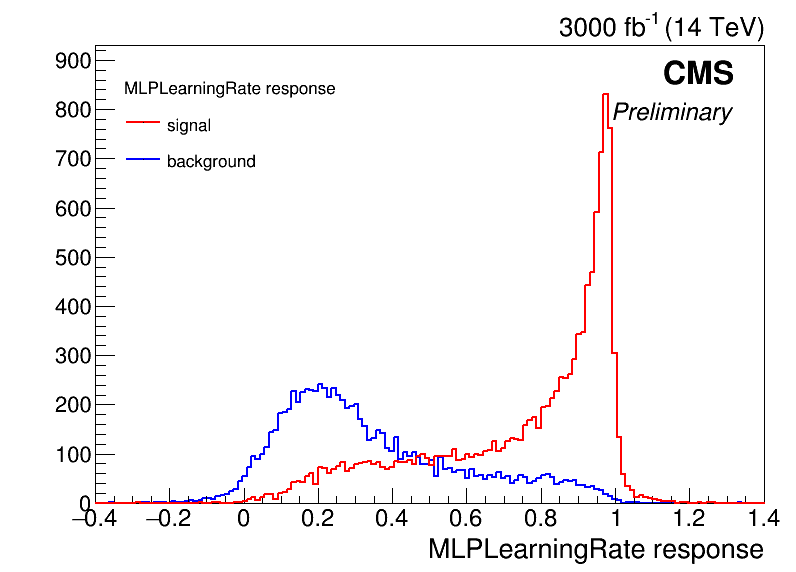 3000 fb-1 (14 TeV)
CMS
Preliminary
MLPLearningRate response
signal
background
900
800
700
600
500
400
300
200
100
0
−0.4 −0.2 0 0.2 0.4 0.6 0.8 1 1.2 1.4
MLPLearningRate response